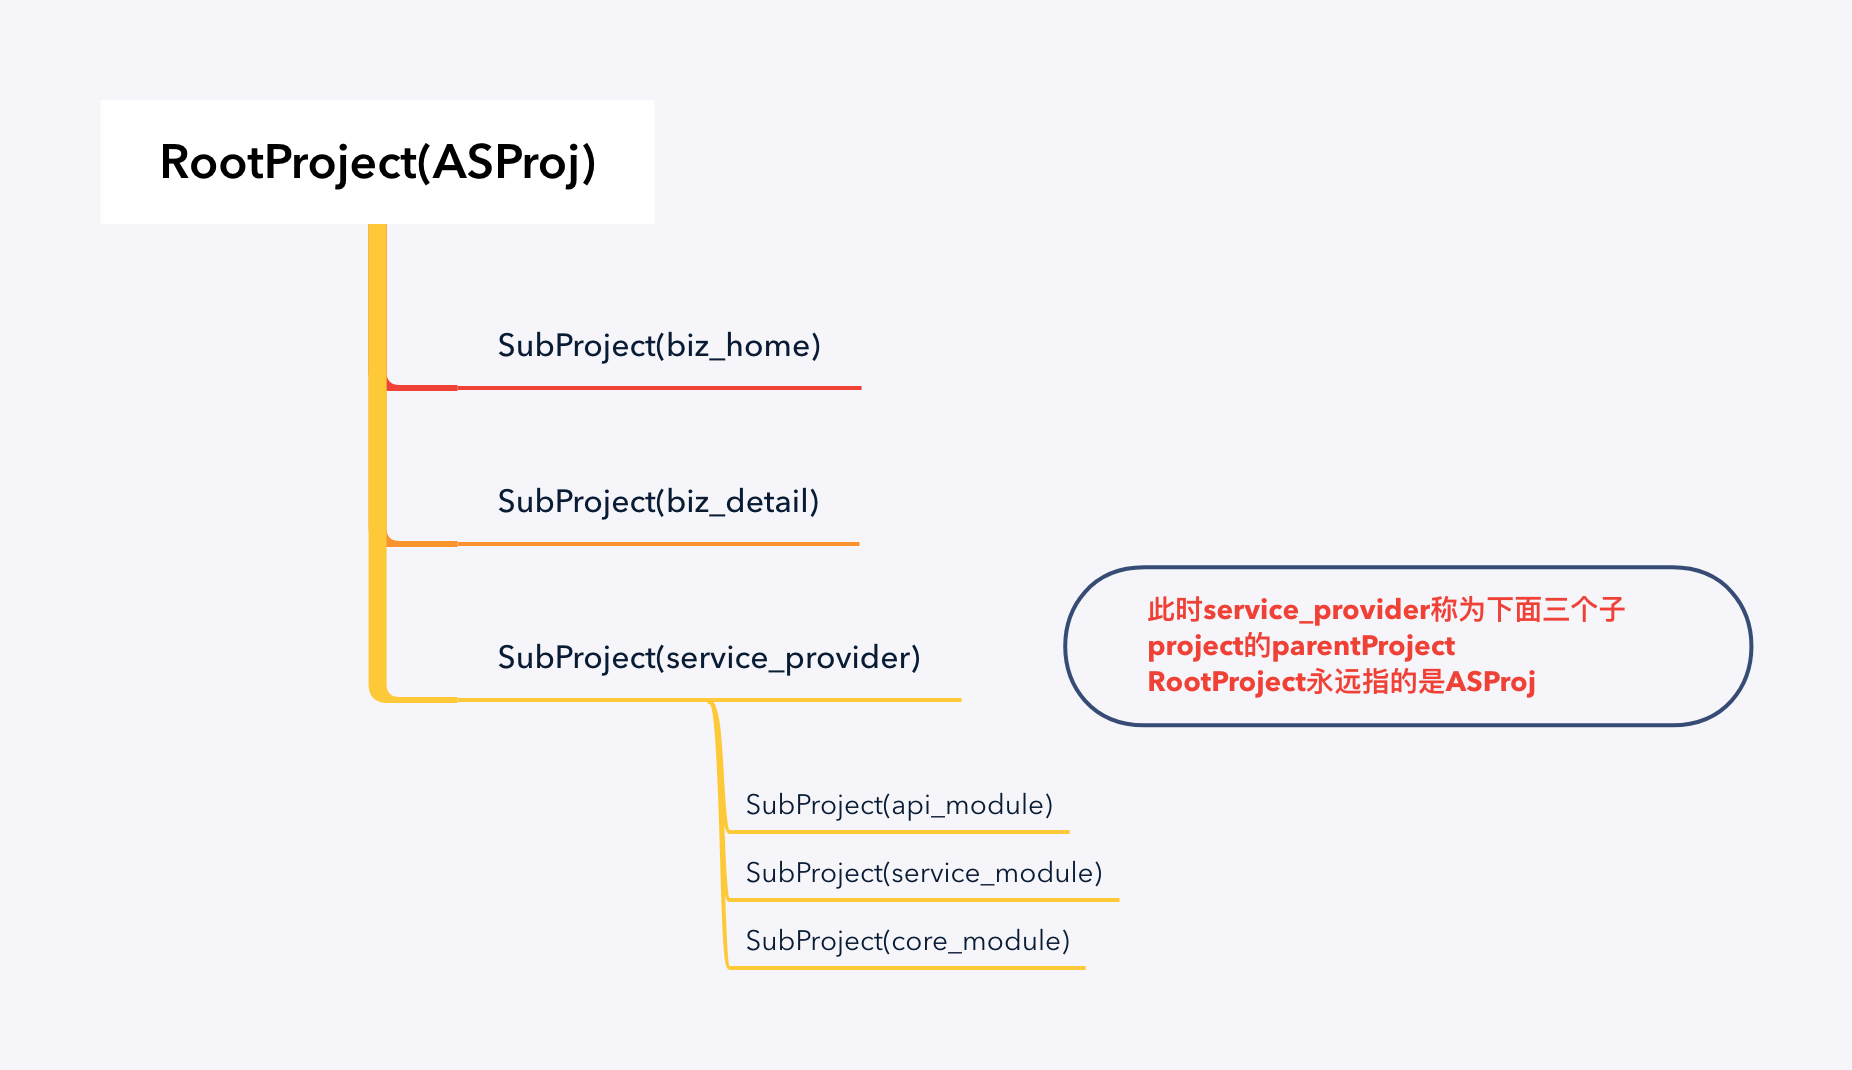 RootProject(ASProj)
SubProject(biz_home)
SubProject(biz_detail)
SubProject(service_provider)
此时service_provider称为下面三个子
project的parentProject
RootProject永远指的是ASProj
SubProject(api_module)
SubProject(service_module)
SubProject(core_module)